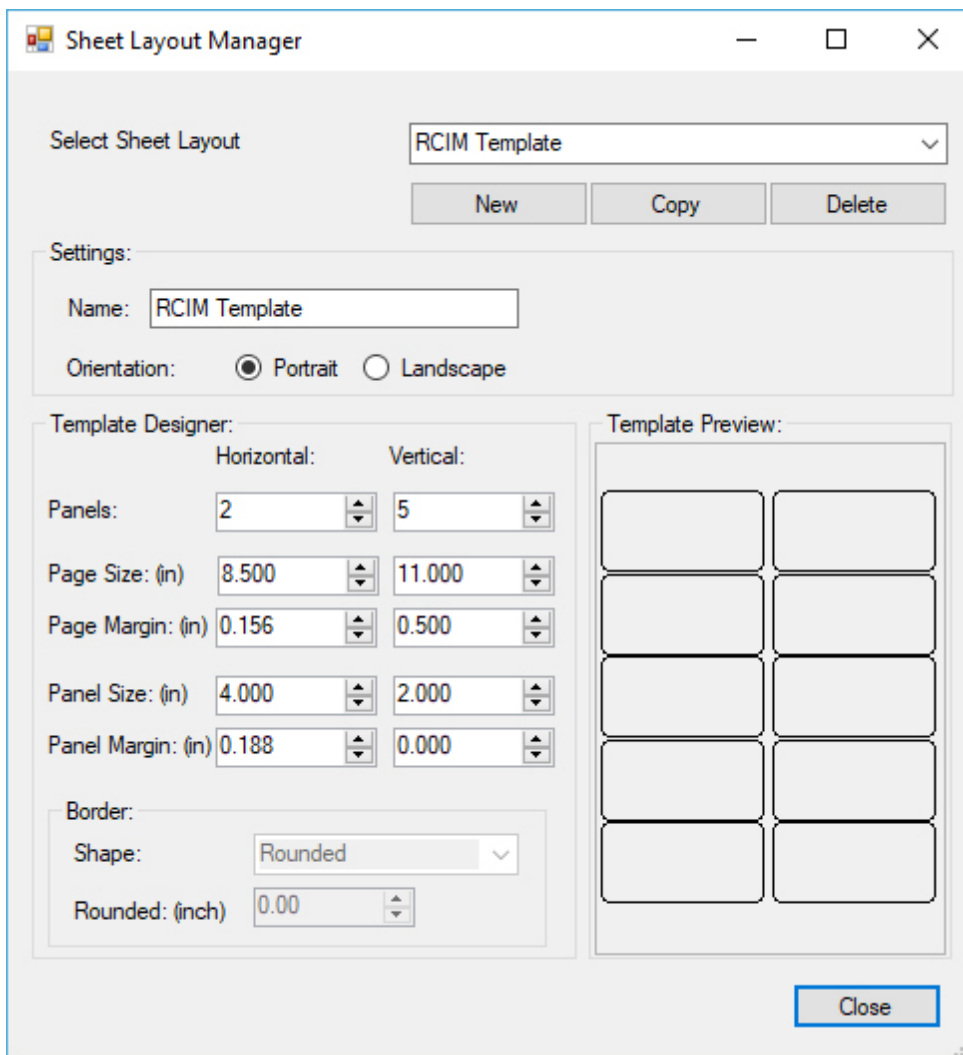 Sheet Layout Manager
Select Sheet Layout
RCIM Template
New Copy Delete
Settings:
Name: RCIM Template
Orientation: Portrait Landscape
Template Designer:
Template Preview:
Horizontal: Vertical:
Panels: 2 5
Page Size: (in) 8.500 11.000
Page Margin: (in) 0.156 0.500
Panel Size: (in) 4.000 2.000
Panel Margin: (in) 0.188 0.000
Border:
Shape: Rounded
Rounded: (inch) 0.00
Close